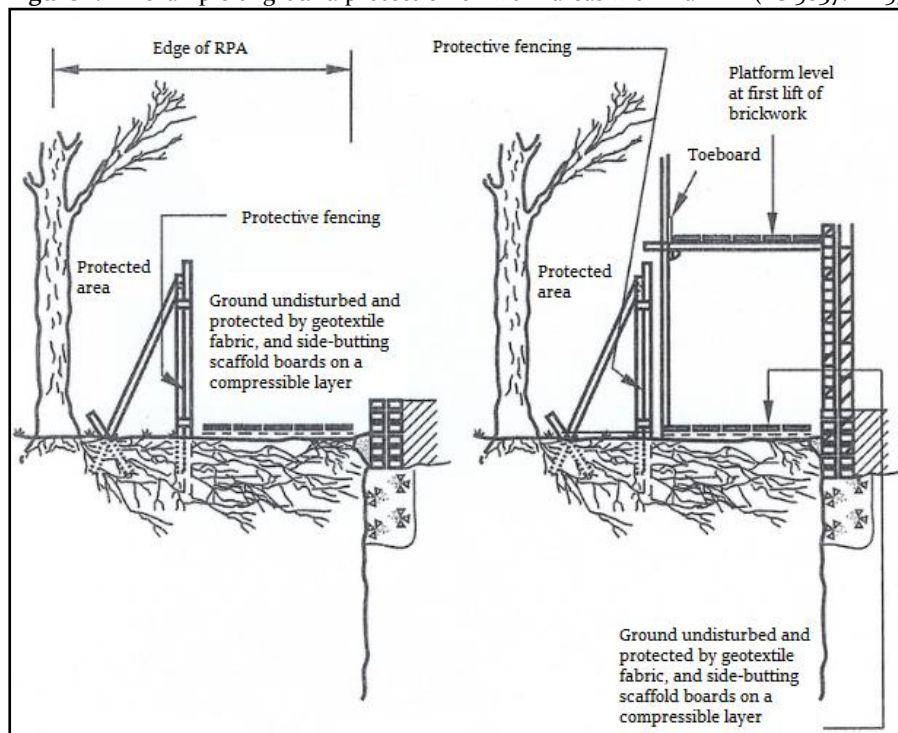 Edge of RPA
Protective fencing
Platform level
at first lift of
brickwork
Toeboard
Protective fencing
Protected
area
Ground undisturbed and
protected by geotextile
fabric, and side-butting
scaffold boards on a
compressible layer
Protected
area
Ground undisturbed and
protected by geotextile
fabric, and side-butting
scaffold boards on a
compressible layer